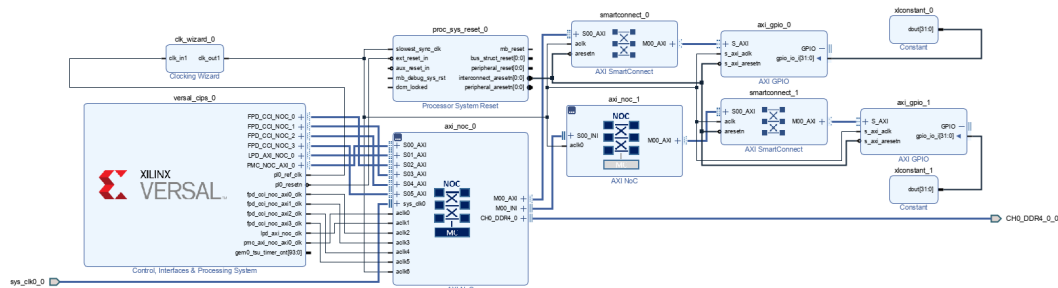 clk_wizard_0
clk_in1
clk_out1
Clocking Wizard
proc_sys_reset_0
slowest_sync_clk
ext_reset_in
aux_reset_in
mb_debug_sys_rst
dcm_locked
mb_reset
bus_struct_reset[0:0]
peripheral_reset[0:0]
interconnect_aresetn[0:0]
peripheral_aresetn[0:0]
Processor System Reset
smartconnect_0
S00_AXI
aclk
aresetn
M00_AXI
AXI SmartConnect
axi_gpio_0
S_AXI
s_axi_aclk
s_axi_aresetn
GPIO
gpio_io_i[31:0]
AXI GPIO
xlconstant_0
dout[31:0]
Constant
versal_cips_0
FPD_CCI_NOC_0
FPD_CCI_NOC_1
FPD_CCI_NOC_2
FPD_CCI_NOC_3
LPD_AXI_NOC_0
PMC_NOC_AXI_0
pl0_ref_clk
pl0_resetn
fpd_cci_noc_axi0_clk
fpd_cci_noc_axi1_clk
fpd_cci_noc_axi2_clk
fpd_cci_noc_axi3_clk
lpd_axi_noc_clk
pmc_axi_noc_axi0_clk
gem0_tsu_timer_cnt[93:0]
XILINX
VERSAL
Control, Interfaces & Processing System
axi_noc_0
S00_AXI
S01_AXI
S02_AXI
S03_AXI
S04_AXI
S05_AXI
sys_clk0
aclk0
aclk1
aclk2
aclk3
aclk4
aclk5
aclk6
NOC
MC
M00_AXI
M00_INI
CH0_DDR4_0
AXI NoC
axi_noc_1
S00_INI
aclk0
NOC
MC
M00_AXI
AXI NoC
smartconnect_1
S00_AXI
aclk
aresetn
M00_AXI
AXI SmartConnect
axi_gpio_1
S_AXI
s_axi_aclk
s_axi_aresetn
GPIO
gpio_io_i[31:0]
AXI GPIO
xlconstant_1
dout[31:0]
Constant
CH0_DDR4_0_0
sys_clk0_0